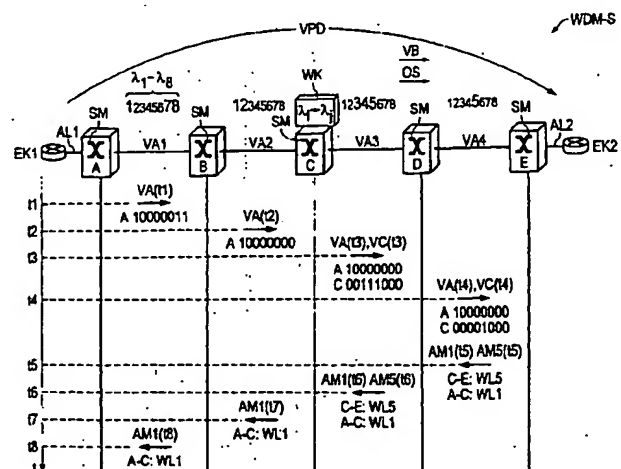 WDM-S
VPD
VB
OS
λ1-λ8
12345678
WK
12345678
λi-λj
12345678
12345678
EK1
AL1
SM
SM
SM
SM
SM
AL2
EK2
A
VA1
B
VA2
C
VA3
D
VA4
E
t1
VA(t1)
A 10000011
t2
VA(t2)
A 10000000
t3
VA(t3),VC(t3)
A 10000000
C 00111000
t4
VA(t4),VC(t4)
A 10000000
C 00001000
t5
AM1(t5) AM5(t5)
C-E: WL5
A-C: WL1
t6
AM1(t6) AM5(t6)
C-E: WL5
A-C: WL1
t7
AM1(t7)
A-C: WL1
t8
AM1(t8)
A-C: WL1